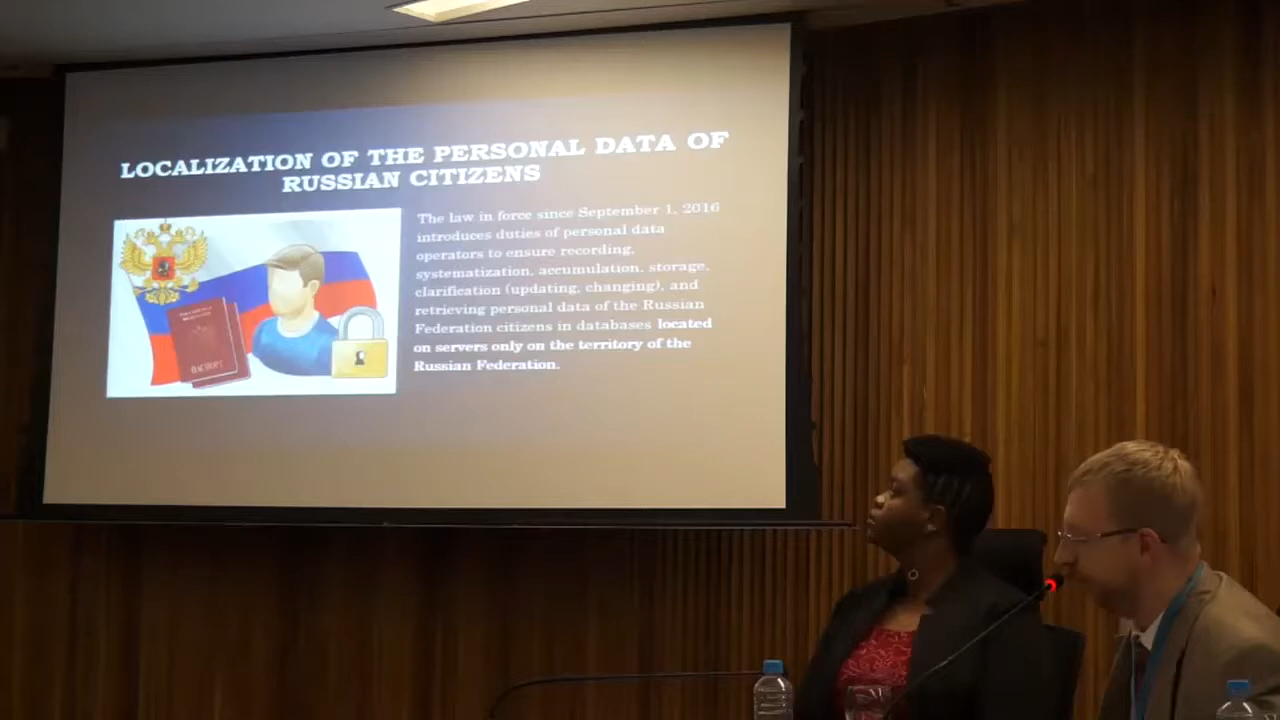 LOCALIZATION OF THE PERSONAL DATA OF
RUSSIAN CITIZENS
The law in force since September 1, 2016
introduces duties of personal data
operators to ensure recording,
systematization, accumulation, storage,
clarification (updating, changing), and
retrieving personal data of the Russian
Federation citizens in databases located
on servers only on the territory of the
Russian Federation.
ПАСПОРТ